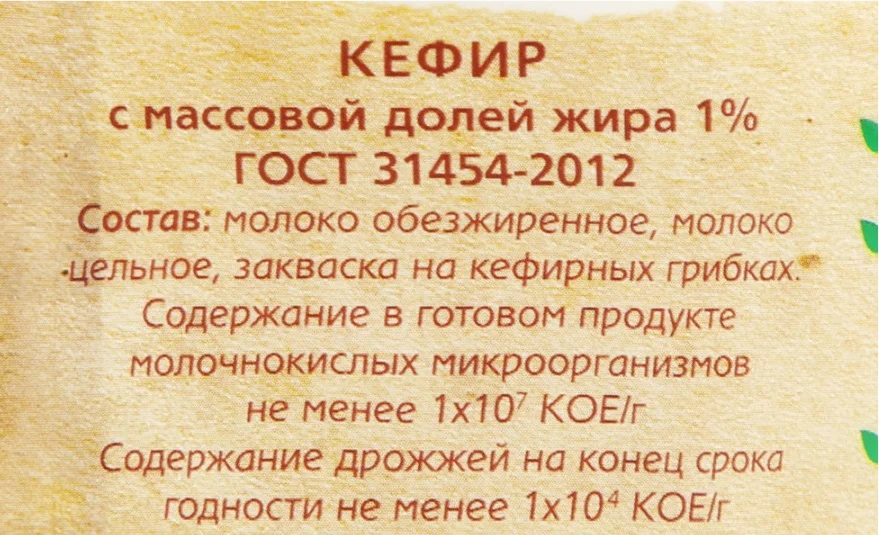 КЕФИР
с массовой долей жира 1%
ГОСТ 31454-2012
Состав: молоко обезжиренное, молоко
цельное, закваска на кефирных грибках.
Содержание в готовом продукте
молочнокислых микроорганизмов
не менее 1х10⁷ КОЕ/г
Содержание дрожжей на конец срока
годности не менее 1х10⁴ КОЕ/г